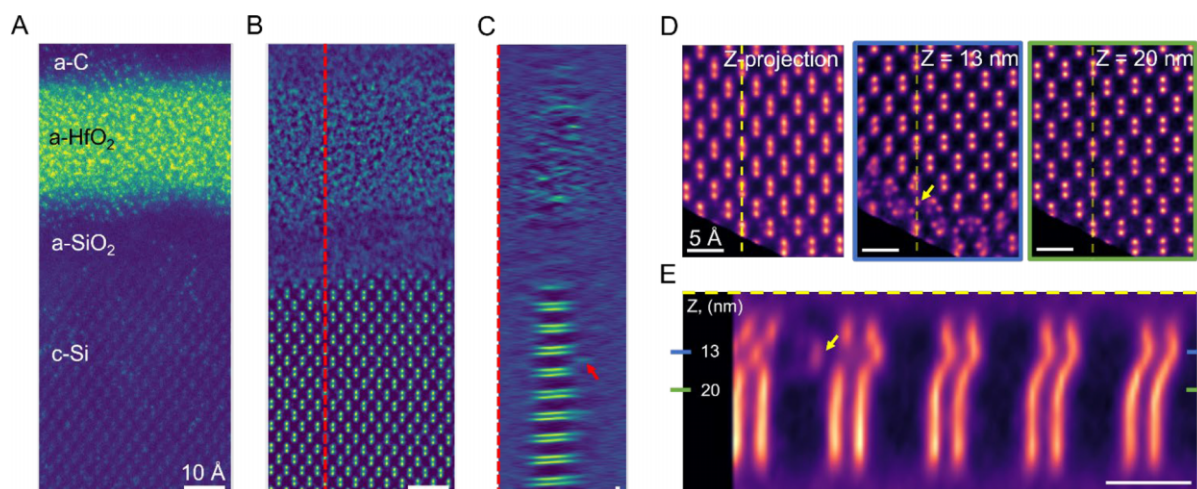 A
a-C
a-HfO2
a-SiO2
c-Si
10 Å
B
C
D
Z-projection
5 Å
Z = 13 nm
Z = 20 nm
E
Z, (nm)
13
20